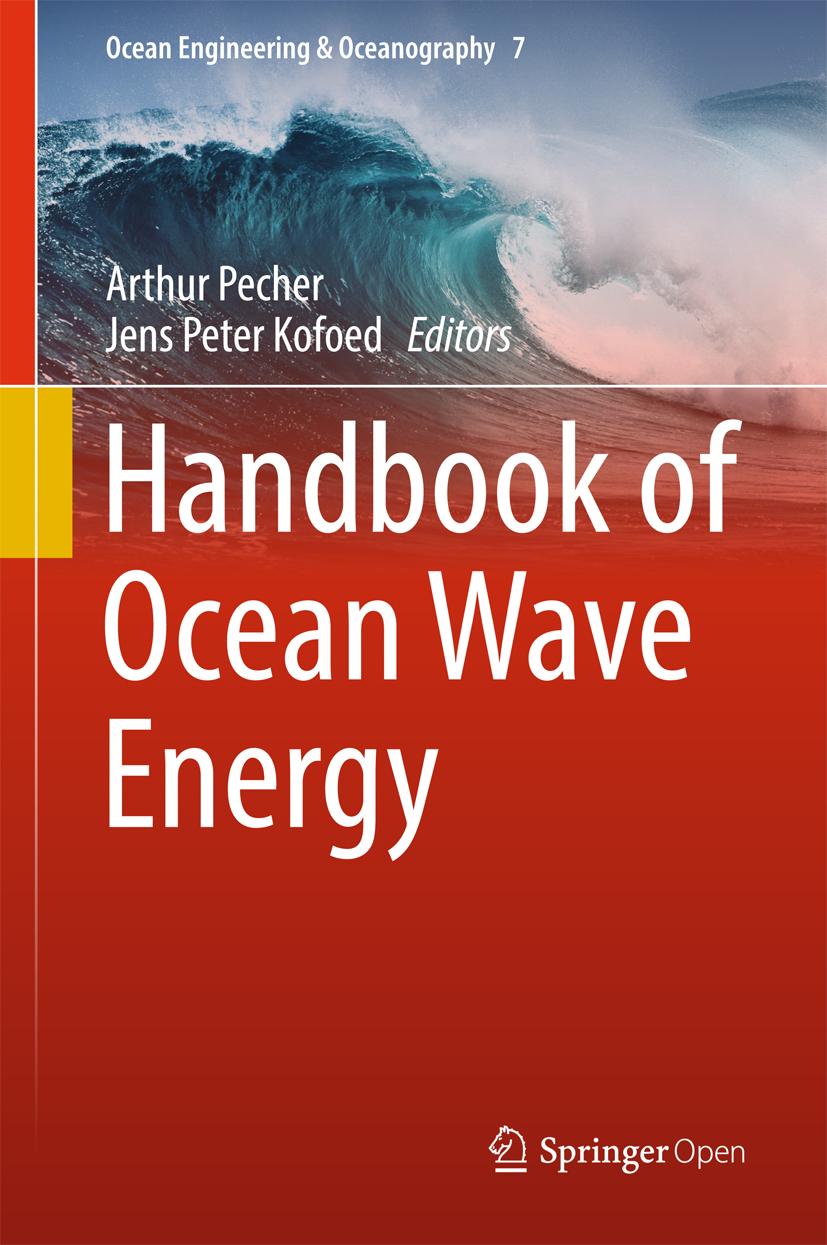 Ocean Engineering & Oceanography 7
Arthur Pecher
Jens Peter Kofoed Editors
Handbook of
Ocean Wave
Energy
Springer Open